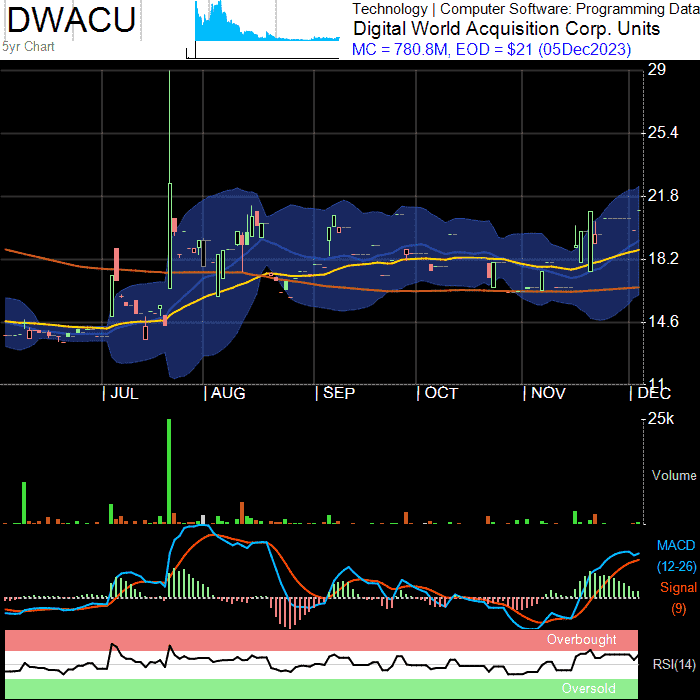 DWACU
5yr Chart
Technology | Computer Software: Programming Data
Digital World Acquisition Corp. Units
MC = 780.8M, EOD = $21 (05Dec2023)
29
25.4
21.8
18.2
14.6
11
| JUL | AUG | SEP | OCT | NOV | DEC
25k
Volume
MACD
(12-26)
Signal
(9)
Overbought
RSI(14)
Oversold